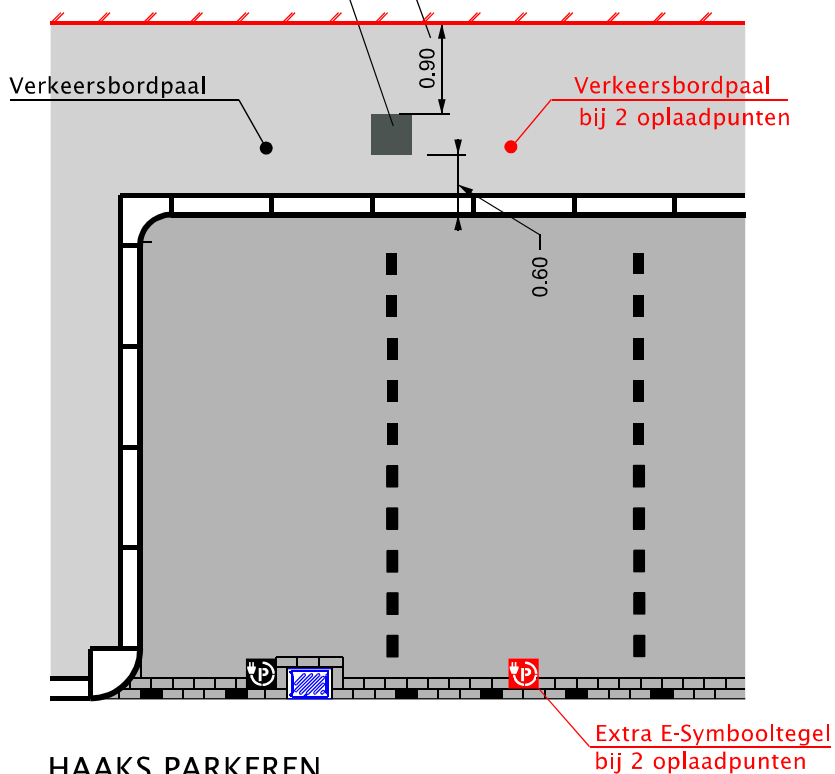 0.90
Verkeersbordpaal
Verkeersbordpaal
bij 2 oplaadpunten
0.60
P
P
Extra E-Symbooltegel
bij 2 oplaadpunten
HAAKS PARKEREN